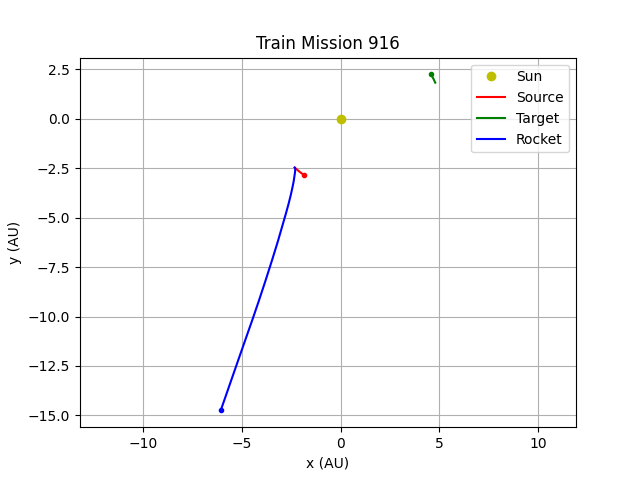 Train Mission 916
Sun
Source
Target
Rocket
2.5
0.0
−2.5
−5.0
−7.5
−10.0
−12.5
−15.0
y (AU)
−10
−5
0
5
10
x (AU)